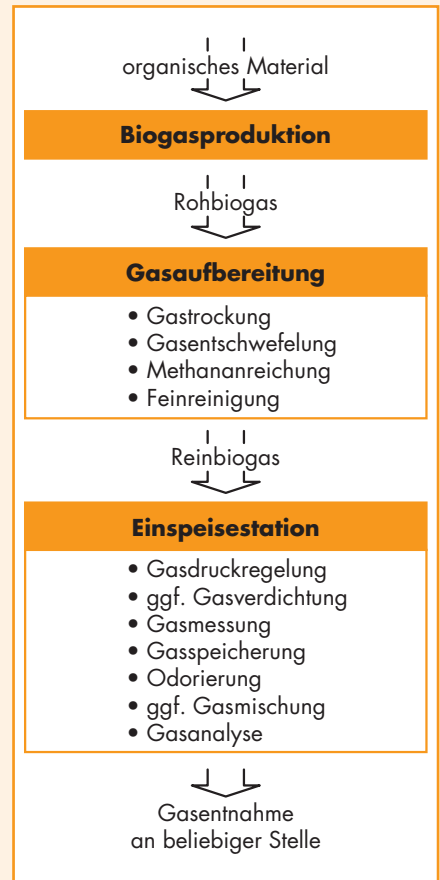 organisches Material
Biogasproduktion
Rohbiogas
Gasaufbereitung
• Gastrockung
• Gasentschwefelung
• Methananreichung
• Feinreinigung
Reinbiogas
Einspeisestation
• Gasdruckregelung
• ggf. Gasverdichtung
• Gasmessung
• Gasspeicherung
• Odorierung
• ggf. Gasmischung
• Gasanalyse
Gasentnahme
an beliebiger Stelle